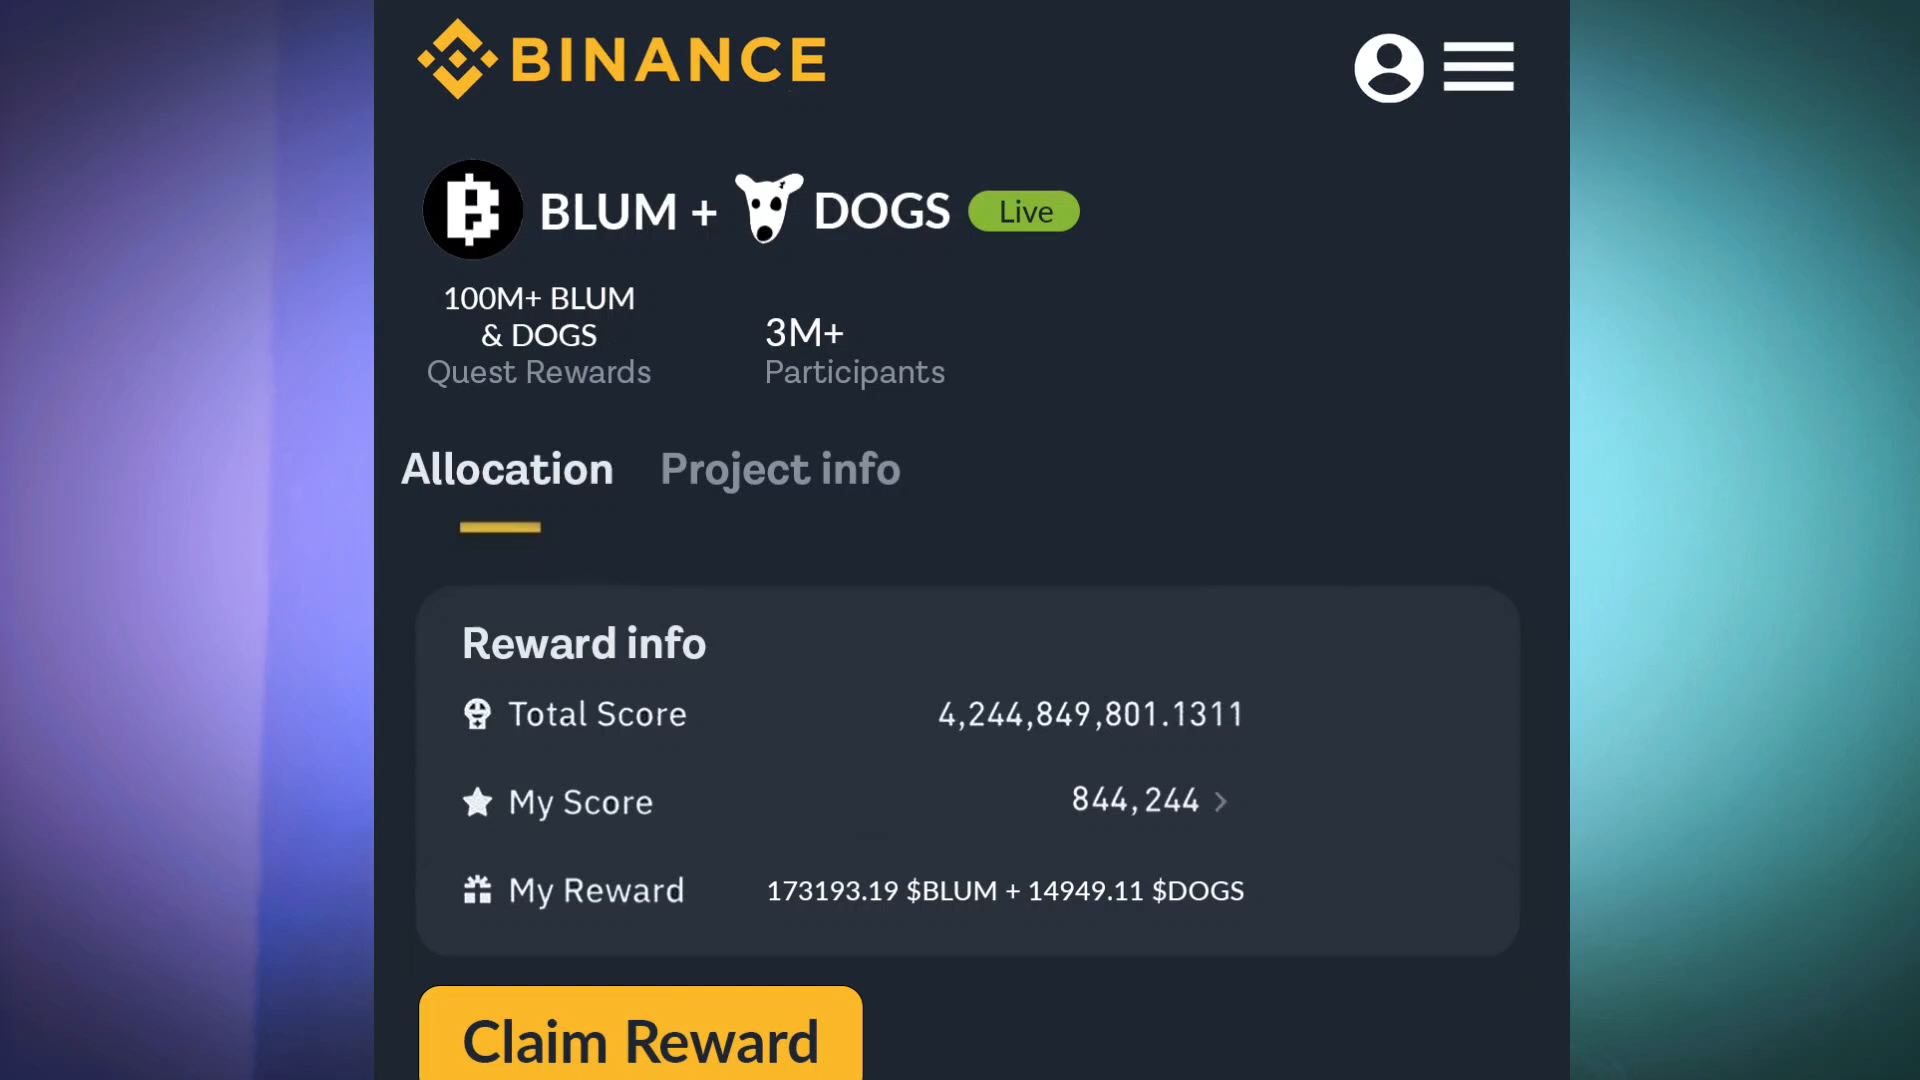 BINANCE
BLUM + DOGS Live
100M+ BLUM
& DOGS
Quest Rewards
3M+
Participants
Allocation Project info
Reward info
Total Score 4,244,849,801.1311
My Score 844,244
My Reward 173193.19 $BLUM + 14949.11 $DOGS
Claim Reward